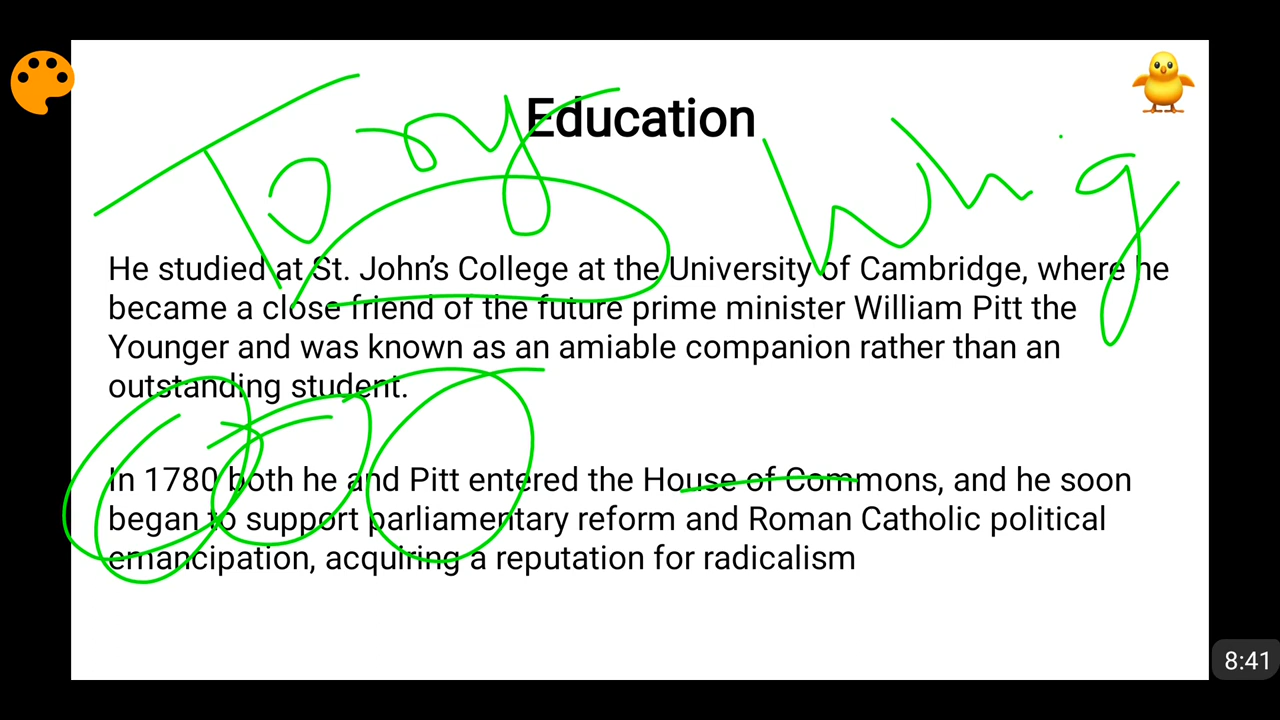 Education
Tory Whig
He studied at St. John’s College at the University of Cambridge, where he
became a close friend of the future prime minister William Pitt the
Younger and was known as an amiable companion rather than an
outstanding student.
In 1780 both he and Pitt entered the House of Commons, and he soon
began to support parliamentary reform and Roman Catholic political
emancipation, acquiring a reputation for radicalism
8:41